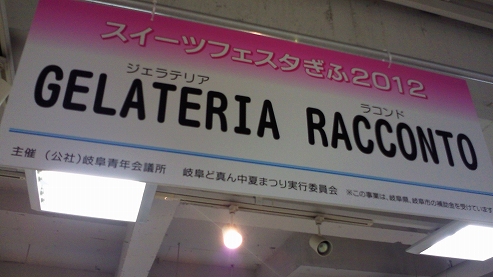 スイーツフェスタぎふ2012
ジェラテリア ラコンド
GELATERIA RACCONTO
主催 (公社)岐阜青年会議所 岐阜ど真ん中夏まつり実行委員会 ※この事業は、岐阜県、岐阜市の補助金を受けています